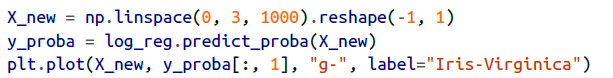 X_new = np.linspace(0, 3, 1000).reshape(-1, 1)
y_proba = log_reg.predict_proba(X_new)
plt.plot(X_new, y_proba[:, 1], "g-", label="Iris-Virginica")